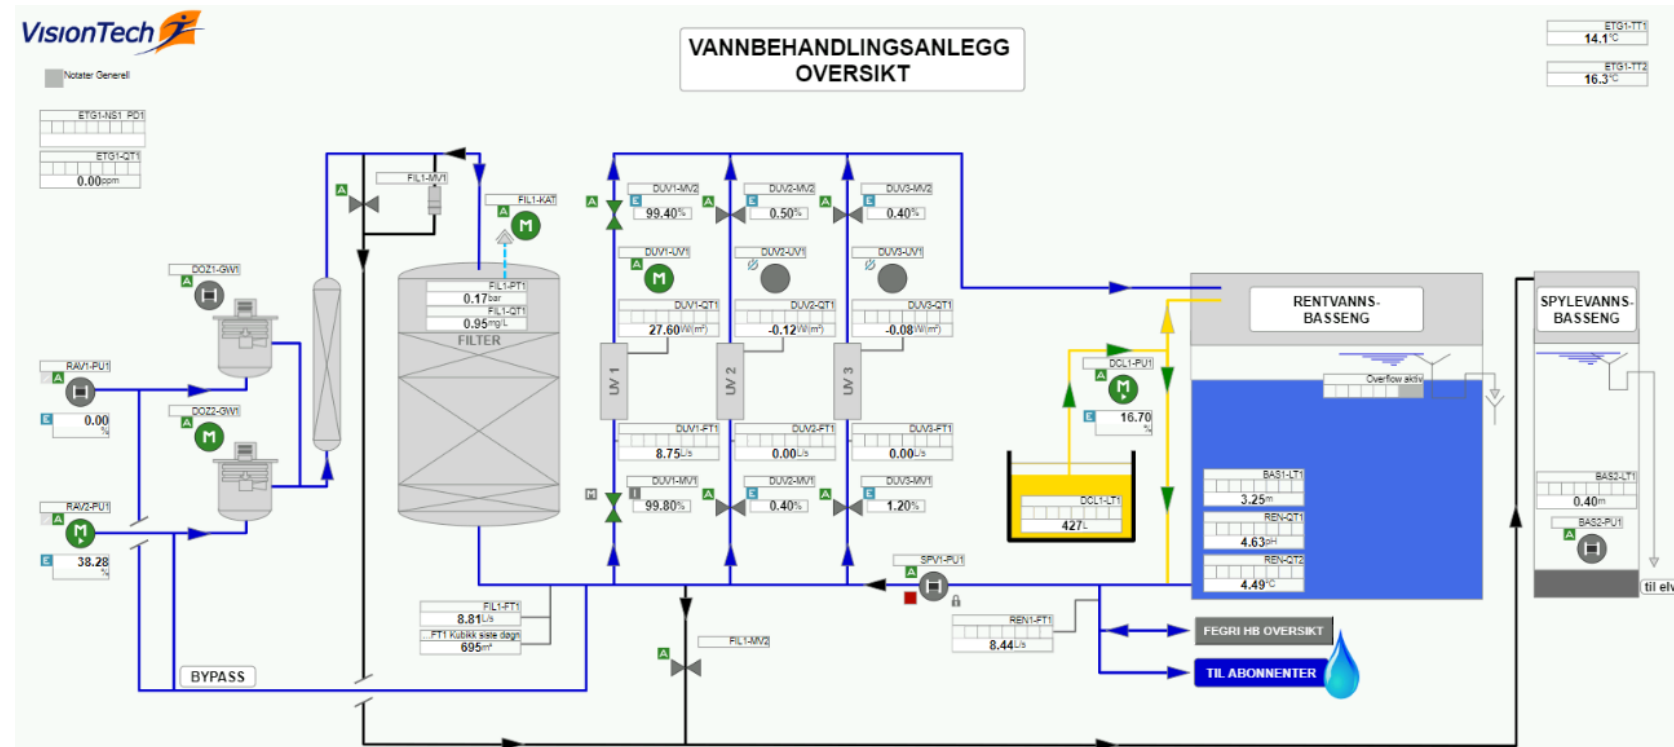 VisionTech
VANNBEHANDLINGSANLEGG
OVERSIKT
ETG1-TT1
14.1°C
ETG1-TT2
16.3°C
Notater Generell
ETG1-NS1_PD1
ETG1-QT1
0.00ppm
FIL1-MV1
A
FIL1-KAT
A
M
DOZ1-GW1
A
RAV1-PU1
A
E
0.00
DOZ2-GW1
A
M
RAV2-PU1
A
M
E
38.28
FIL1-PT1
0.17bar
FIL1-QT1
0.95mg/L
FILTER
DUV1-MV2
A
E
99.40%
DUV2-MV2
A
E
0.50%
DUV3-MV2
A
E
0.40%
DUV1-UV1
A
M
DUV2-UV1
DUV3-UV1
DUV1-QT1
27.60W/(m²)
DUV2-QT1
-0.12W/(m²)
DUV3-QT1
-0.08W/(m²)
UV 1
UV 2
UV 3
DUV1-FT1
8.75L/s
DUV2-FT1
0.00L/s
DUV3-FT1
0.00L/s
DUV1-MV1
M
I
99.80%
DUV2-MV1
A
E
0.40%
DUV3-MV1
A
E
1.20%
DCL1-PU1
A
M
E
16.70
DCL1-LT1
427L
RENTVANNS-
BASSENG
Overflow aktiv
BAS1-LT1
3.25m
REN-QT1
4.63pH
REN-QT2
4.49°C
SPYLEVANNS-
BASSENG
BAS2-LT1
0.40m
BAS2-PU1
A
til elv
SPV1-PU1
A
FIL1-FT1
8.81L/s
...FT1 Kubikk siste døgn
695m³
FIL1-MV2
A
REN1-FT1
8.44L/s
FEGRI HB OVERSIKT
TIL ABONNENTER
BYPASS